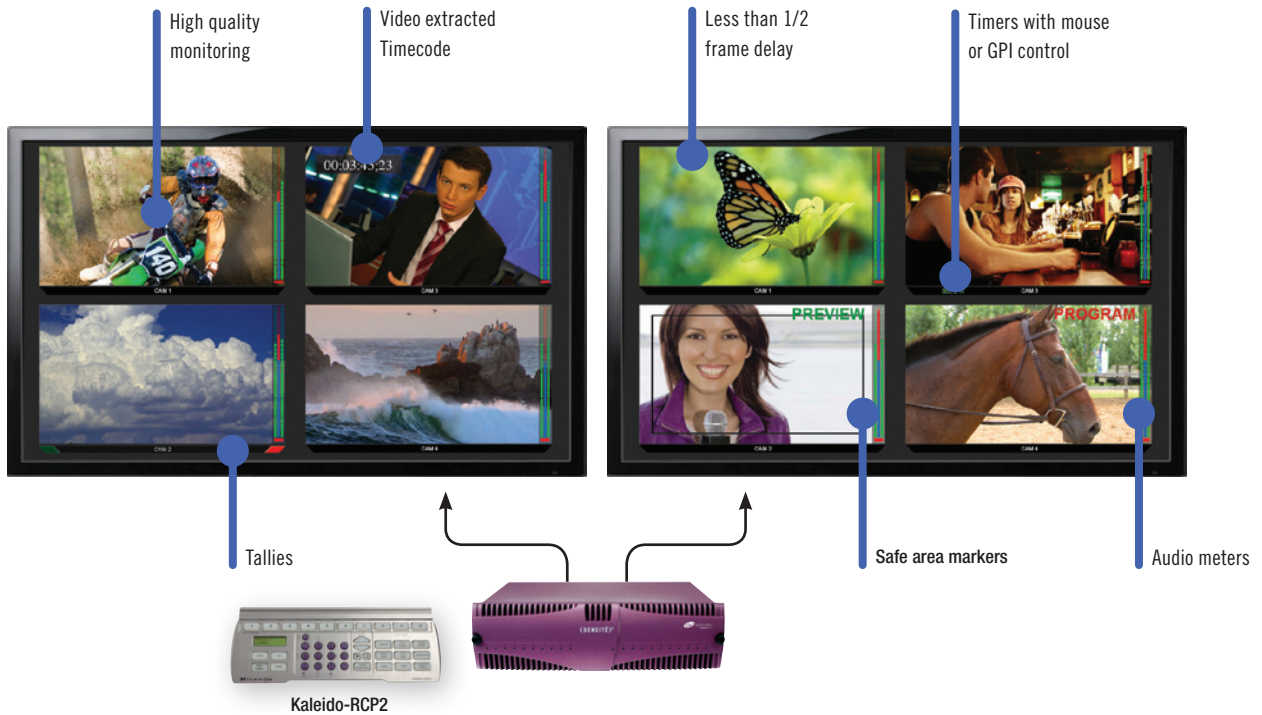 High quality
monitoring
Video extracted
Timecode
Less than 1/2
frame delay
Timers with mouse
or GPI control
00:03:45;23
140
CAM 1
CAM 3
CAM 1
CAM 3
PREVIEW
PROGRAM
CAM 2
CAM 4
CAM 2
CAM 4
Tallies
Safe area markers
Audio meters
DENSITÉ
Kaleido-RCP2